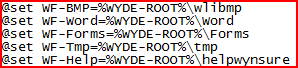 @set WF-BMP=%WYDE-ROOT%\wlibmp
@set WF-Word=%WYDE-ROOT%\Word
@set WF-Forms=%WYDE-ROOT%\Forms
@set WF-Tmp=%WYDE-ROOT%\tmp
@set WF-Help=%WYDE-ROOT%\helpwynsure